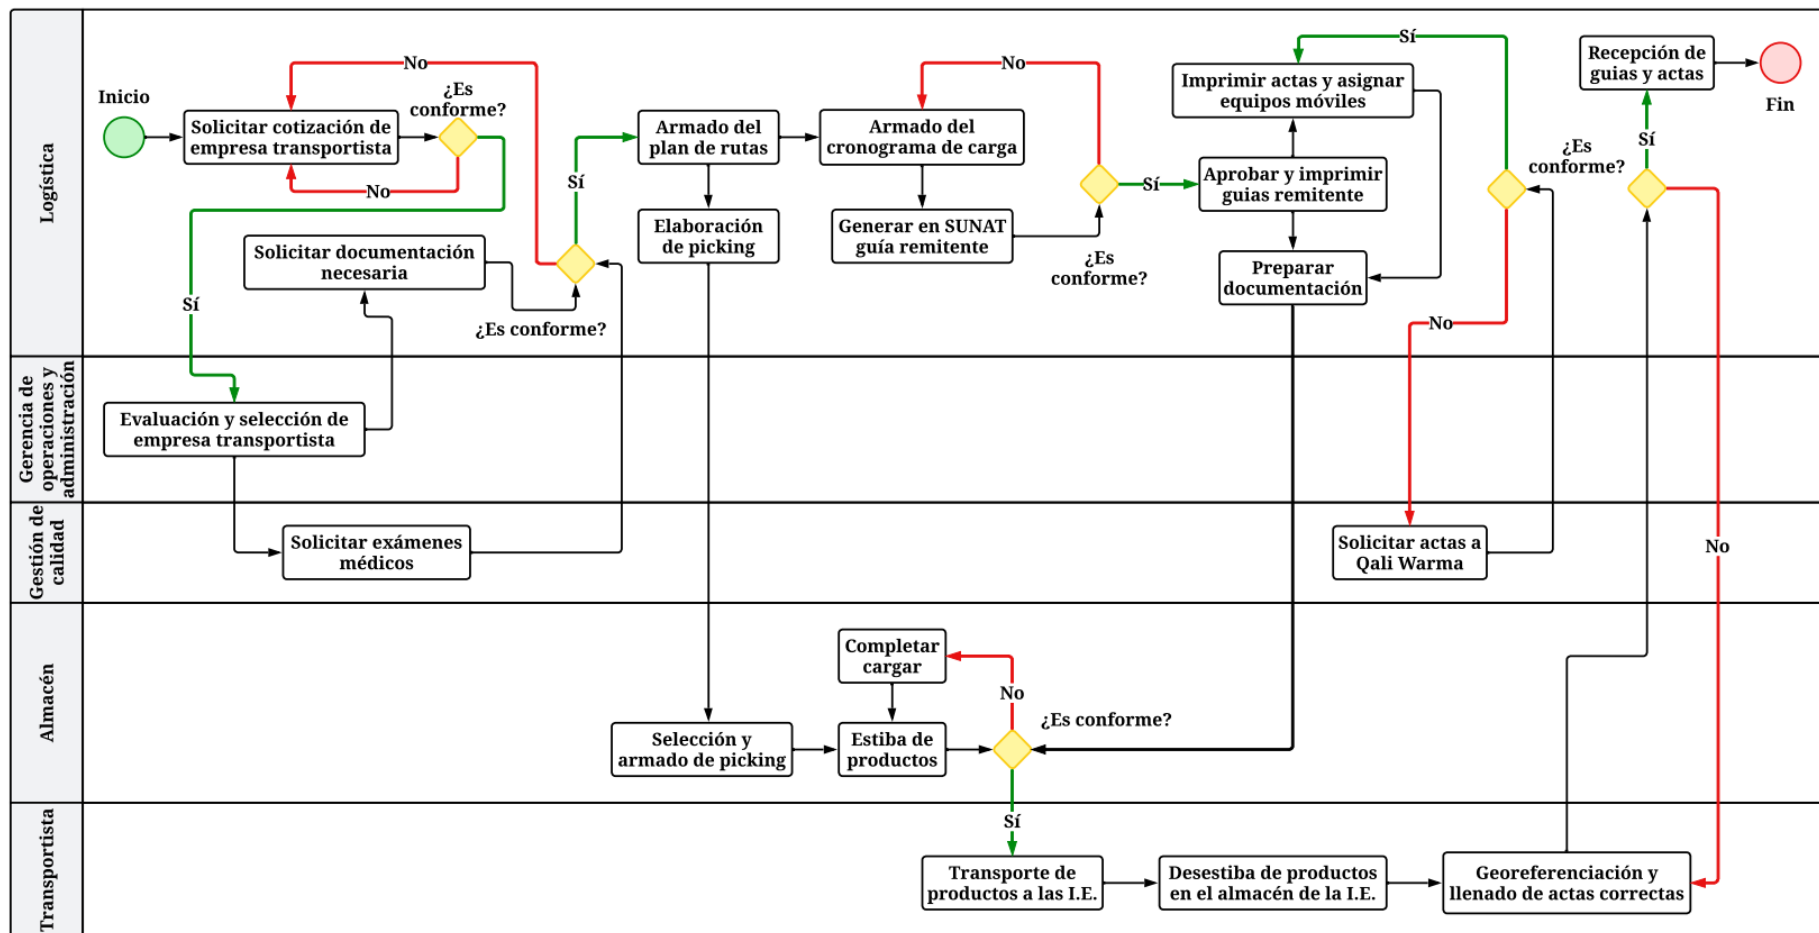 Logística
Inicio
Solicitar cotización de
empresa transportista
¿Es
conforme?
No
No
Sí
Solicitar documentación
necesaria
¿Es conforme?
Sí
Armado del
plan de rutas
Elaboración
de picking
No
Armado del
cronograma de carga
Generar en SUNAT
guía remitente
¿Es
conforme?
Sí
Sí
Imprimir actas y asignar
equipos móviles
Aprobar y imprimir
guias remitente
Preparar
documentación
No
¿Es
conforme?
Sí
Recepción de
guias y actas
Fin
No
Gerencia de
operaciones y
administración
Evaluación y selección de
empresa transportista
Gestión de
calidad
Solicitar exámenes
médicos
Solicitar actas a
Qali Warma
Almacén
Completar
cargar
No
¿Es conforme?
Selección y
armado de picking
Estiba de
productos
Transportista
Sí
Transporte de
productos a las I.E.
Desestiba de productos
en el almacén de la I.E.
Georeferenciación y
llenado de actas correctas